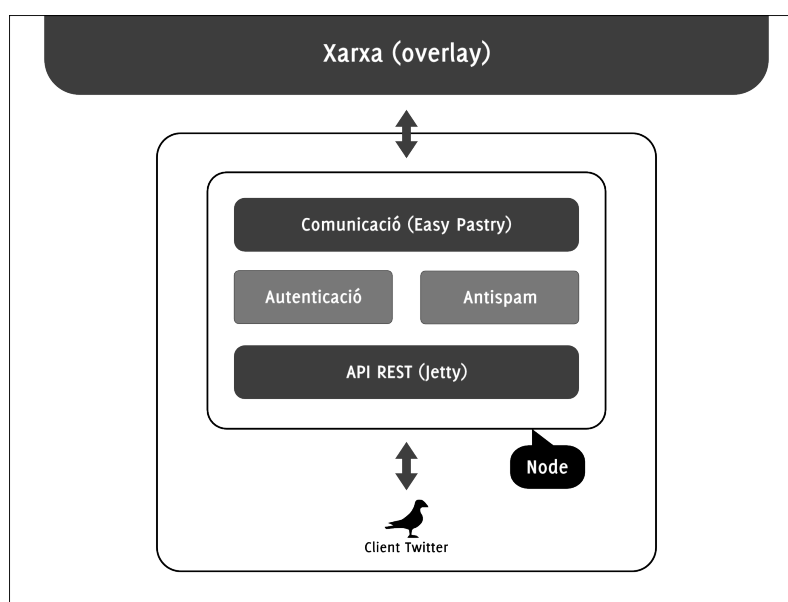 Xarxa (overlay)
Comunicació (Easy Pastry)
Autenticació
Antispam
API REST (Jetty)
Node
Client Twitter